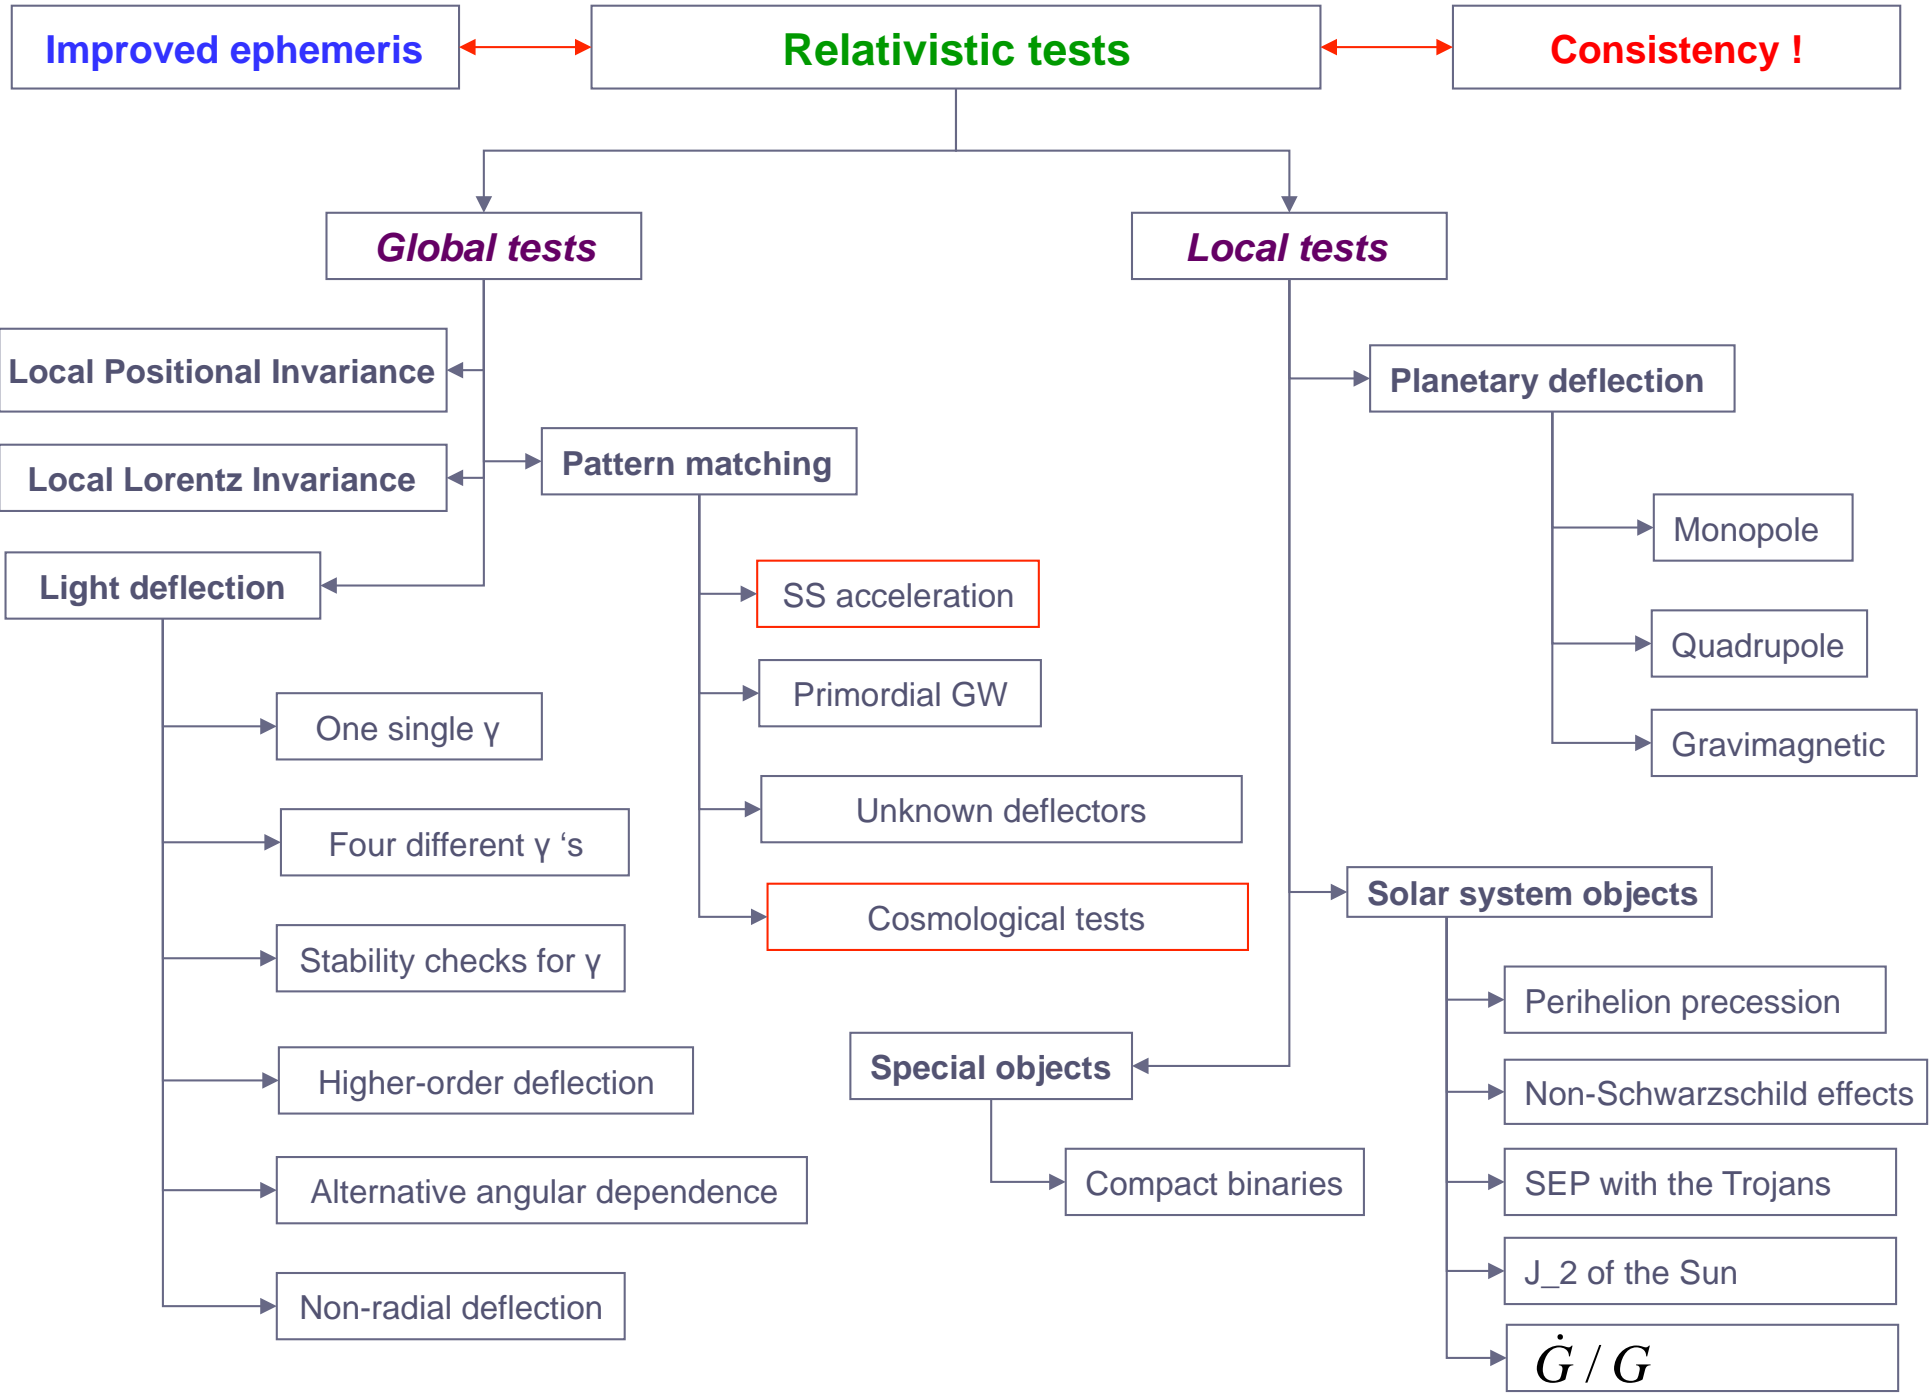 Improved ephemeris
Relativistic tests
Consistency !
Global tests
Local tests
Local Positional Invariance
Local Lorentz Invariance
Light deflection
One single γ
Four different γ ‘s
Stability checks for γ
Higher-order deflection
Alternative angular dependence
Non-radial deflection
Pattern matching
SS acceleration
Primordial GW
Unknown deflectors
Cosmological tests
Planetary deflection
Monopole
Quadrupole
Gravimagnetic
Solar system objects
Perihelion precession
Non-Schwarzschild effects
SEP with the Trojans
J_2 of the Sun
Ġ / G
Special objects
Compact binaries